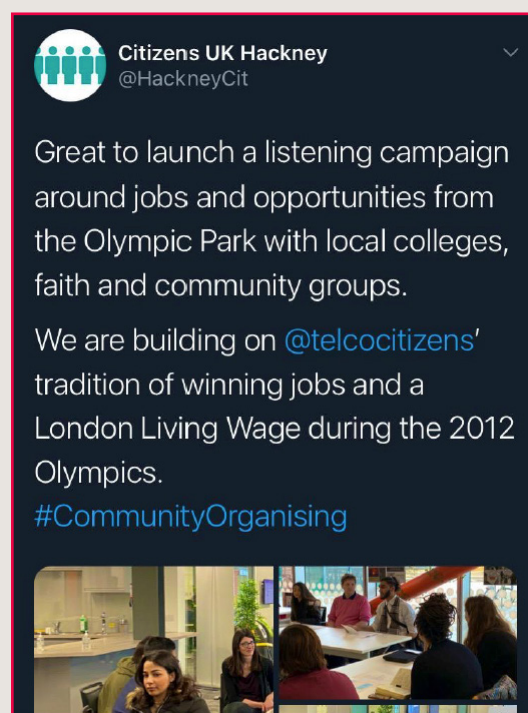 Citizens UK Hackney
@HackneyCit
Great to launch a listening campaign
around jobs and opportunities from
the Olympic Park with local colleges,
faith and community groups.
We are building on @telcocitizens'
tradition of winning jobs and a
London Living Wage during the 2012
Olympics.
#CommunityOrganising